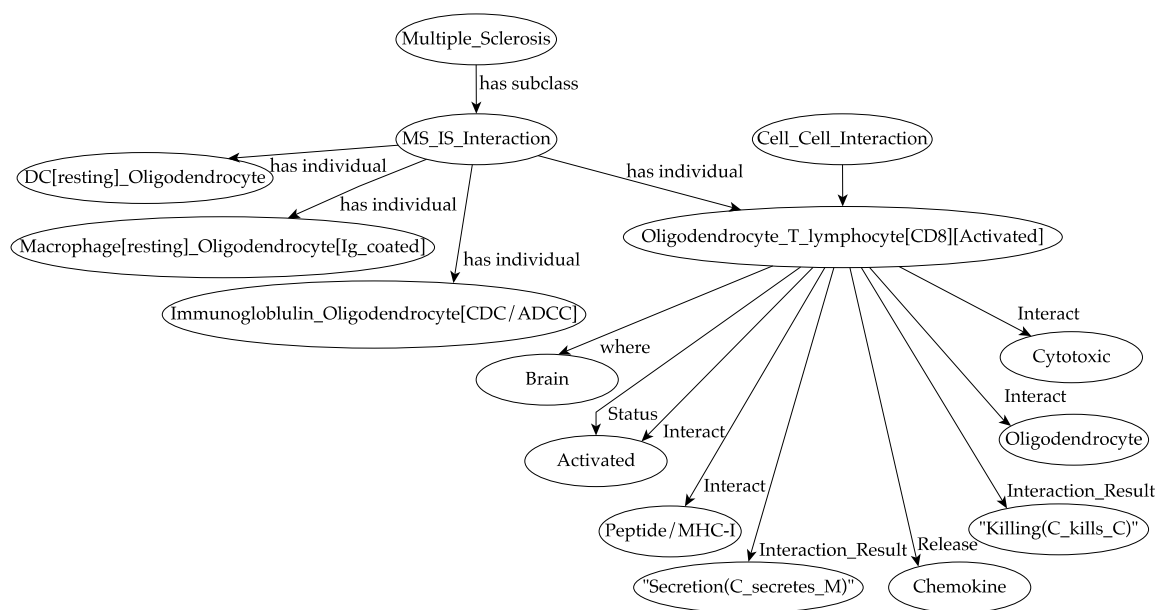 Multiple_Sclerosis
has subclass
MS_IS_Interaction
Cell_Cell_Interaction
has individual
DC[resting]_Oligodendrocyte
has individual
has individual
Macrophage[resting]_Oligodendrocyte[Ig_coated]
Oligodendrocyte_T_lymphocyte[CD8][Activated]
has individual
Immunogloblulin_Oligodendrocyte[CDC/ADCC]
Interact
where
Cytotoxic
Brain
Interact
Status
Interact
Oligodendrocyte
Activated
Interact
Interaction_Result
Peptide/MHC-I
"Killing(C_kills_C)"
Interaction_Result
Release
"Secretion(C_secretes_M)"
Chemokine